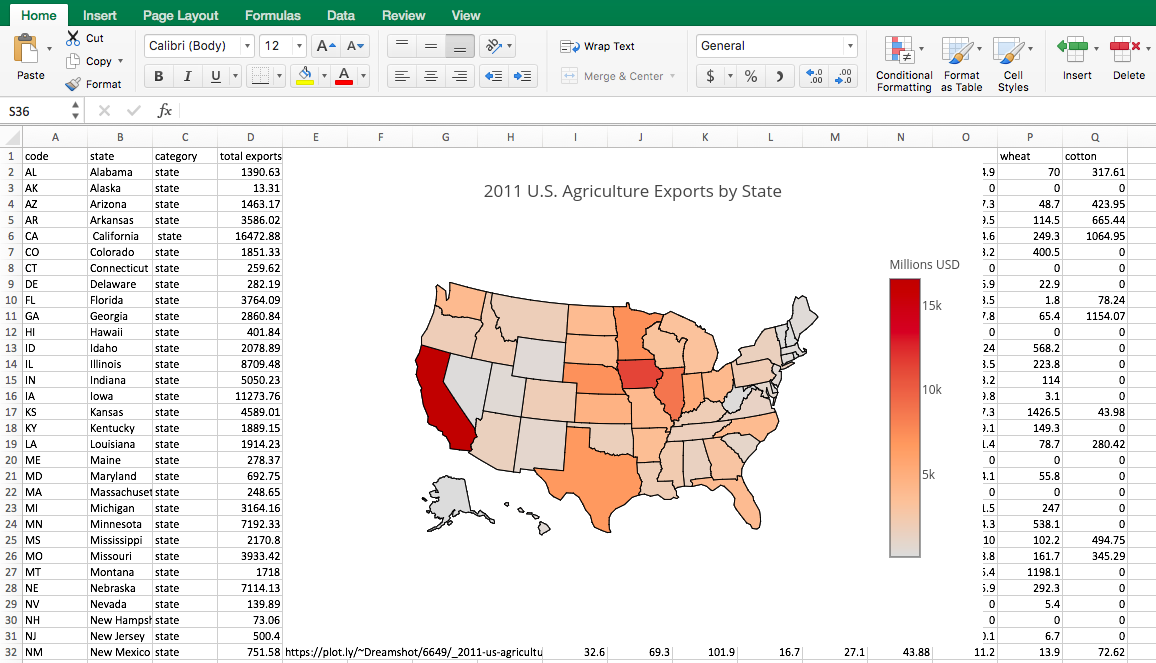 Home Insert Page Layout Formulas Data Review View
Cut
Calibri (Body) 12 A A Wrap Text General
Copy
Paste Format B I U A Merge & Center $ % .0 .00 .00 .0 Conditional Formatting Format as Table Cell Styles Insert Delete
S36 fx
A B C D E F G H I J K L M N O P Q
1 code state category total exports wheat cotton
2 AL Alabama state 1390.63 4.9 70 317.61
3 AK Alaska state 13.31 0 0 0
4 AZ Arizona state 1463.17 7.3 48.7 423.95
5 AR Arkansas state 3586.02 .5 114.5 665.44
6 CA California state 16472.88 4.6 249.3 1064.95
7 CO Colorado state 1851.33 .2 400.5 0
8 CT Connecticut state 259.62 0 0 0
9 DE Delaware state 282.19 .9 22.9 0
10 FL Florida state 3764.09 .5 1.8 78.24
11 GA Georgia state 2860.84 7.8 65.4 1154.07
12 HI Hawaii state 401.84 0 0 0
13 ID Idaho state 2078.89 24 568.2 0
14 IL Illinois state 8709.48 .5 223.8 0
15 IN Indiana state 5050.23 .2 114 0
16 IA Iowa state 11273.76 .8 3.1 0
17 KS Kansas state 4589.01 7.3 1426.5 43.98
18 KY Kentucky state 1889.15 .1 149.3 0
19 LA Louisiana state 1914.23 .4 78.7 280.42
20 ME Maine state 278.37 0 0 0
21 MD Maryland state 692.75 4.1 55.8 0
22 MA Massachuset state 248.65 0 0 0
23 MI Michigan state 3164.16 .5 247 0
24 MN Minnesota state 7192.33 4.3 538.1 0
25 MS Mississippi state 2170.8 10 102.2 494.75
26 MO Missouri state 3933.42 .8 161.7 345.29
27 MT Montana state 1718 .4 1198.1 0
28 NE Nebraska state 7114.13 .9 292.3 0
29 NV Nevada state 139.89 0 5.4 0
30 NH New Hampsh state 73.06 0 0 0
31 NJ New Jersey state 500.4 .1 6.7 0
32 NM New Mexico state 751.58 https://plot.ly/~Dreamshot/6649/_2011-us-agricultu 32.6 69.3 101.9 16.7 27.1 43.88 11.2 13.9 72.62
2011 U.S. Agriculture Exports by State
Millions USD
15k
10k
5k